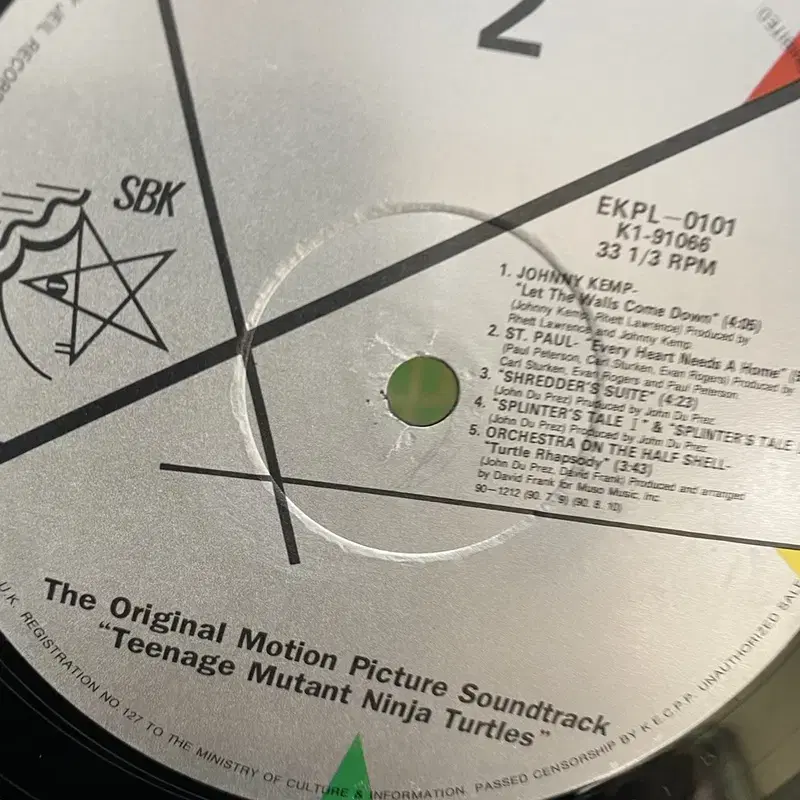 2
SBK
EKPL-0101
K1-91066
33 1/3 RPM
1. JOHNNY KEMP-
"Let The Walls Come Down" (4:06)
(Johnny Kemp, Rhett Lawrence) Produced by
Rhett Lawrence and Johnny Kemp
2. ST. PAUL- "Every Heart Needs A Home"
(Paul Peterson, Carl Sturken, Evan Rogers) Produced by
Carl Sturken, Evan Rogers and Paul Peterson
3. "SHREDDER'S SUITE" (4:23)
(John Du Prez) Produced by John Du Prez
4. "SPLINTER'S TALE I" & "SPLINTER'S TALE
(John Du Prez) Produced by John Du Prez
5. ORCHESTRA ON THE HALF SHELL-
"Turtle Rhapsody" (3:43)
(John Du Prez, David Frank) Produced and arranged
by David Frank for Muso Music, Inc.
90-1212 (90. 7. 9) (90. 8. 10)
The Original Motion Picture Soundtrack
"Teenage Mutant Ninja Turtles"
JEIL RECORD
U.K. REGISTRATION NO 127 TO THE MINISTRY OF CULTURE & INFORMATION. PASSED CENSORSHIP BY K.E.C.P.P. UNAUTHORIZED